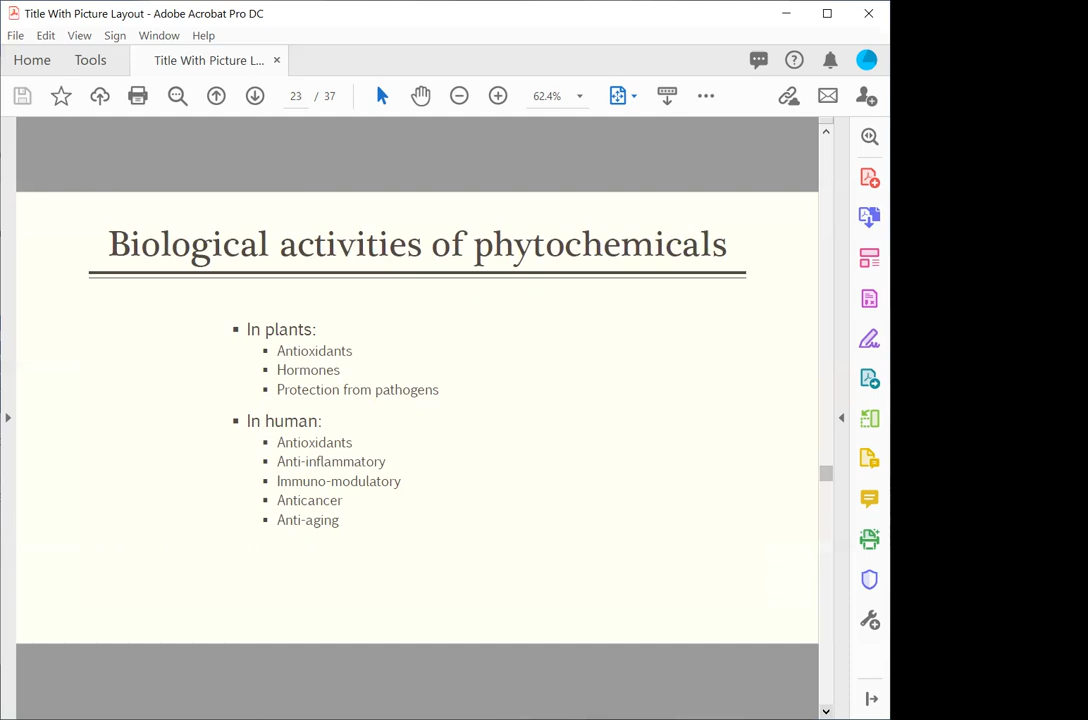 Title With Picture Layout - Adobe Acrobat Pro DC
File Edit View Sign Window Help
Home Tools Title With Picture L... ×
23 / 37 62.4%
Biological activities of phytochemicals
▪ In plants:
▪ Antioxidants
▪ Hormones
▪ Protection from pathogens
▪ In human:
▪ Antioxidants
▪ Anti-inflammatory
▪ Immuno-modulatory
▪ Anticancer
▪ Anti-aging